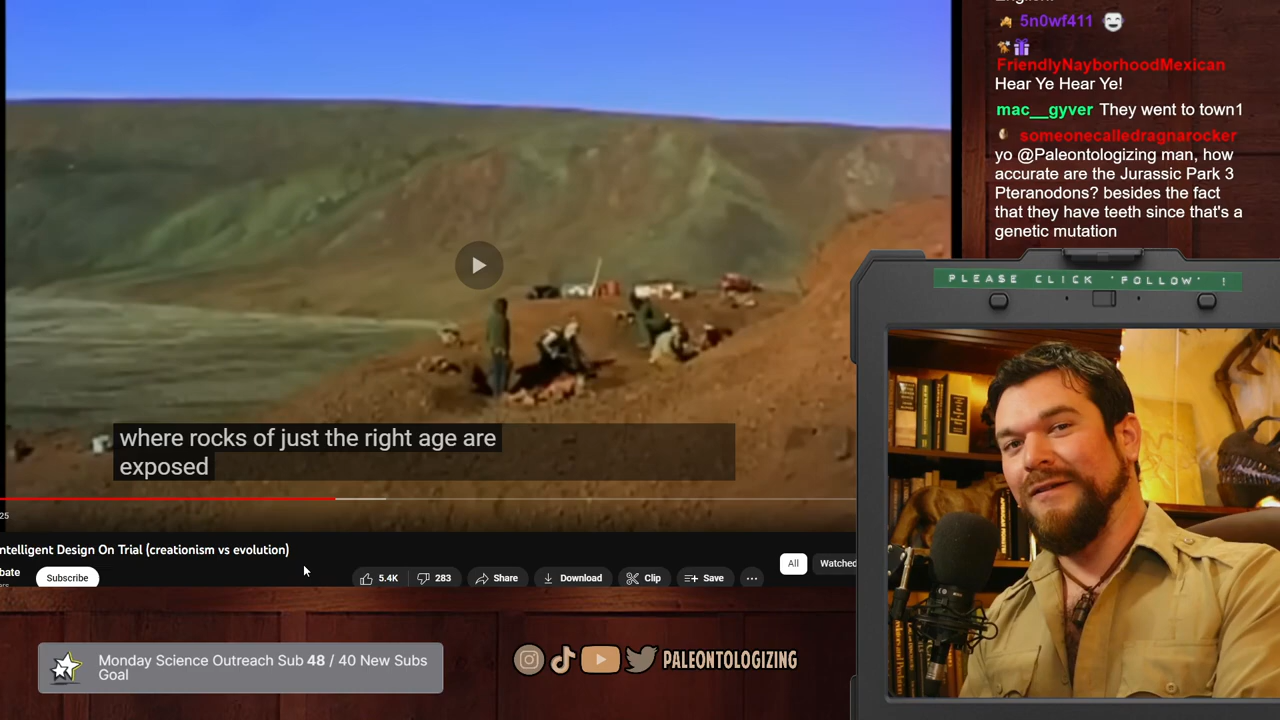 5n0wf411
FriendlyNayborhoodMexican
Hear Ye Hear Ye!
mac__gyver They went to town1
someonecalledragnarocker
yo @Paleontologizing man, how
accurate are the Jurassic Park 3
Pteranodons? besides the fact
that they have teeth since that's a
genetic mutation
PLEASE CLICK 'FOLLOW' !
where rocks of just the right age are
exposed
25
ntelligent Design On Trial (creationism vs evolution)
bate
Subscribe
5.4K
283
Share
Download
Clip
Save
...
All
Watched
Monday Science Outreach Sub 48 / 40 New Subs
Goal
PALEONTOLOGIZING